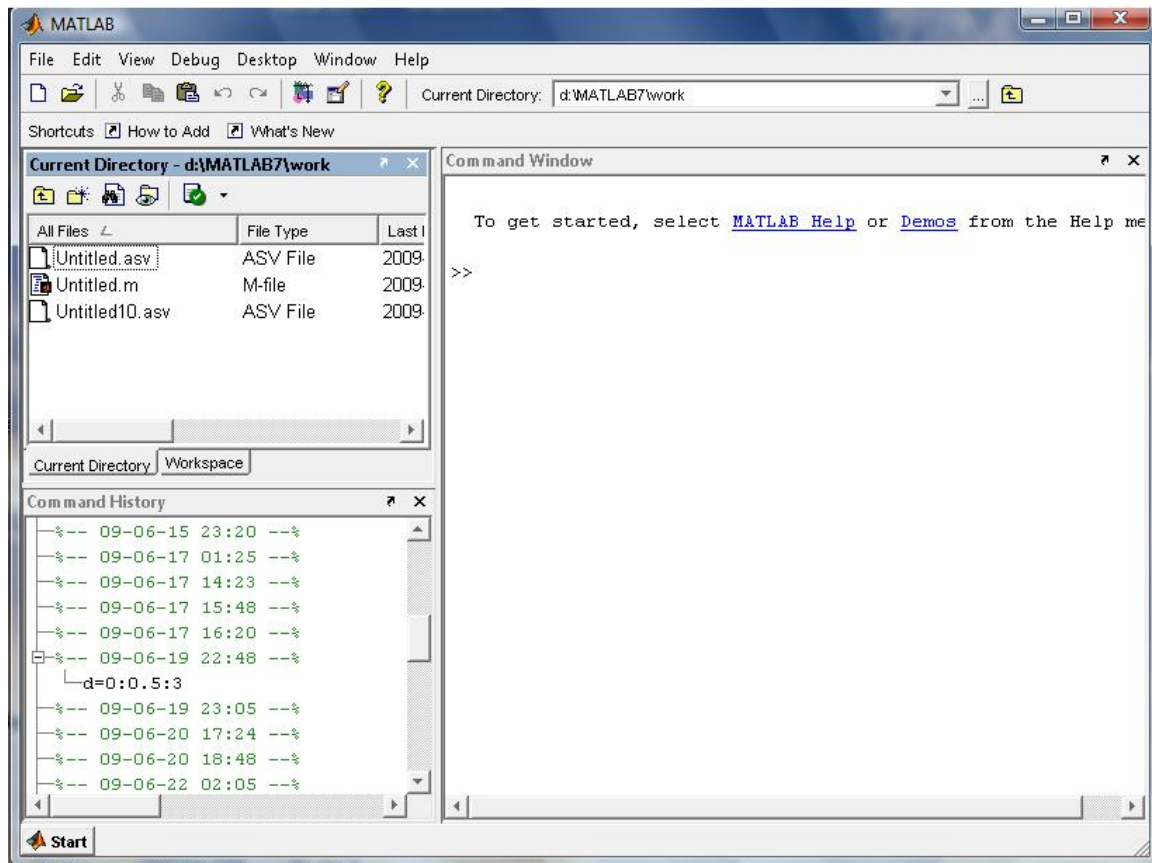 MATLAB
File Edit View Debug Desktop Window Help
Current Directory: d:\MATLAB7\work ...
Shortcuts How to Add What's New
Current Directory - d:\MATLAB7\work
All Files File Type Last
Untitled.asv ASV File 2009-
Untitled.m M-file 2009-
Untitled10.asv ASV File 2009-
Current Directory Workspace
Command History
%-- 09-06-15 23:20 --%
%-- 09-06-17 01:25 --%
%-- 09-06-17 14:23 --%
%-- 09-06-17 15:48 --%
%-- 09-06-17 16:20 --%
%-- 09-06-19 22:48 --%
d=0:0.5:3
%-- 09-06-19 23:05 --%
%-- 09-06-20 17:24 --%
%-- 09-06-20 18:48 --%
%-- 09-06-22 02:05 --%
Command Window
To get started, select MATLAB Help or Demos from the Help me
>>
Start